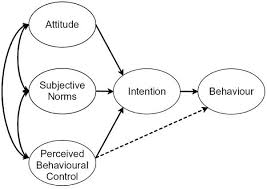 Attitude
Subjective
Norms
Intention
Behaviour
Perceived
Behavioural
Control